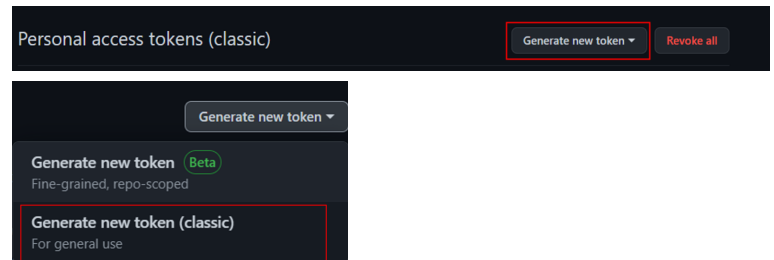 Personal access tokens (classic)
Generate new token
Revoke all
Generate new token
Generate new token Beta
Fine-grained, repo-scoped
Generate new token (classic)
For general use